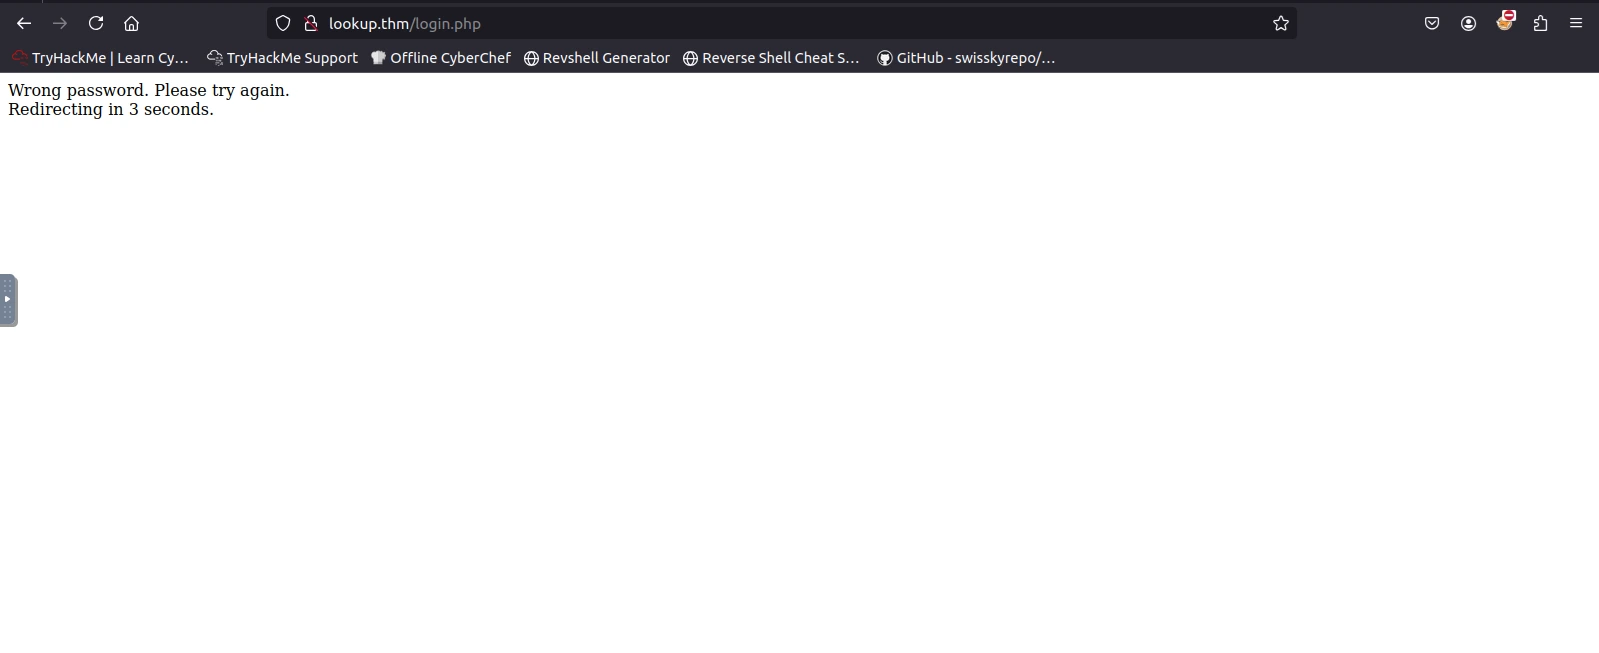 lookup.thm/login.php
TryHackMe | Learn Cy... TryHackMe Support Offline CyberChef Revshell Generator Reverse Shell Cheat S... GitHub - swisskyrepo/...
Wrong password. Please try again.
Redirecting in 3 seconds.